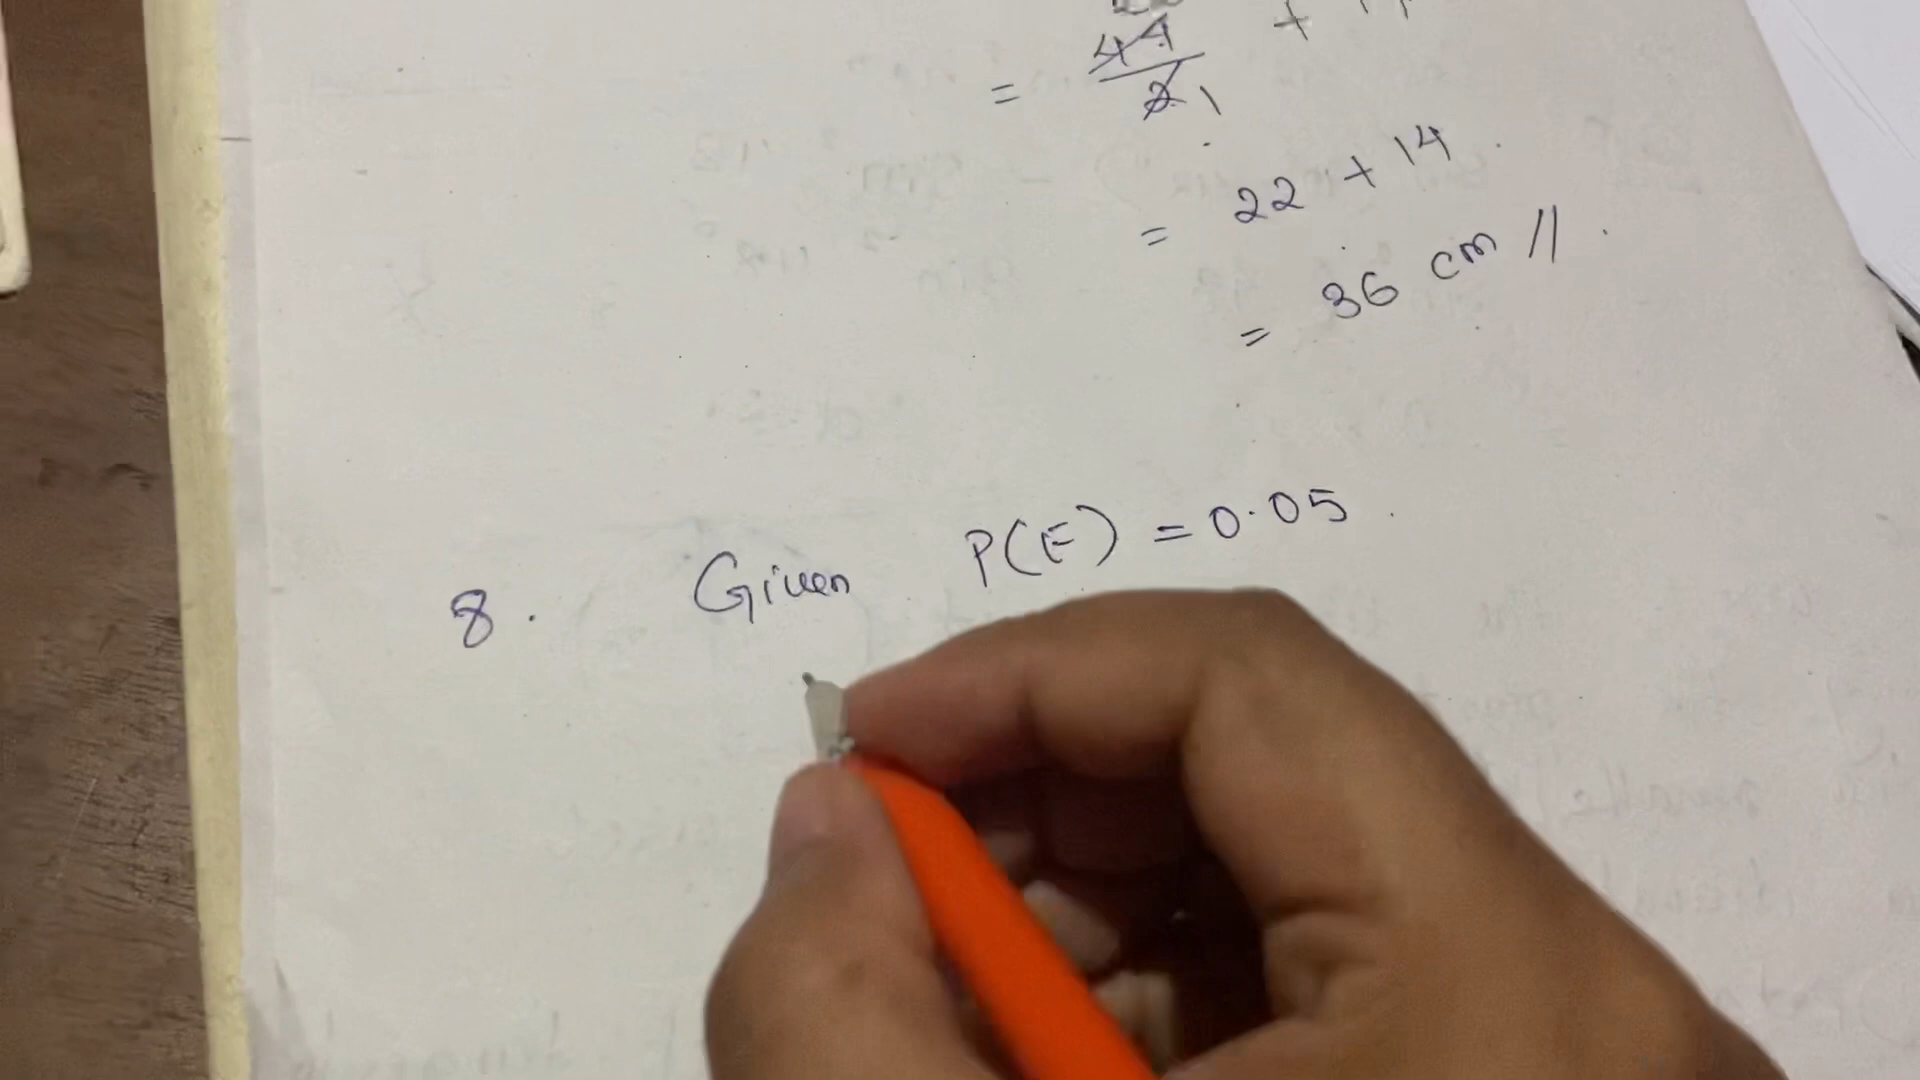 = 44/2 1 +
= 22 + 14
= 36 cm //.
8. Given P(E) = 0.05